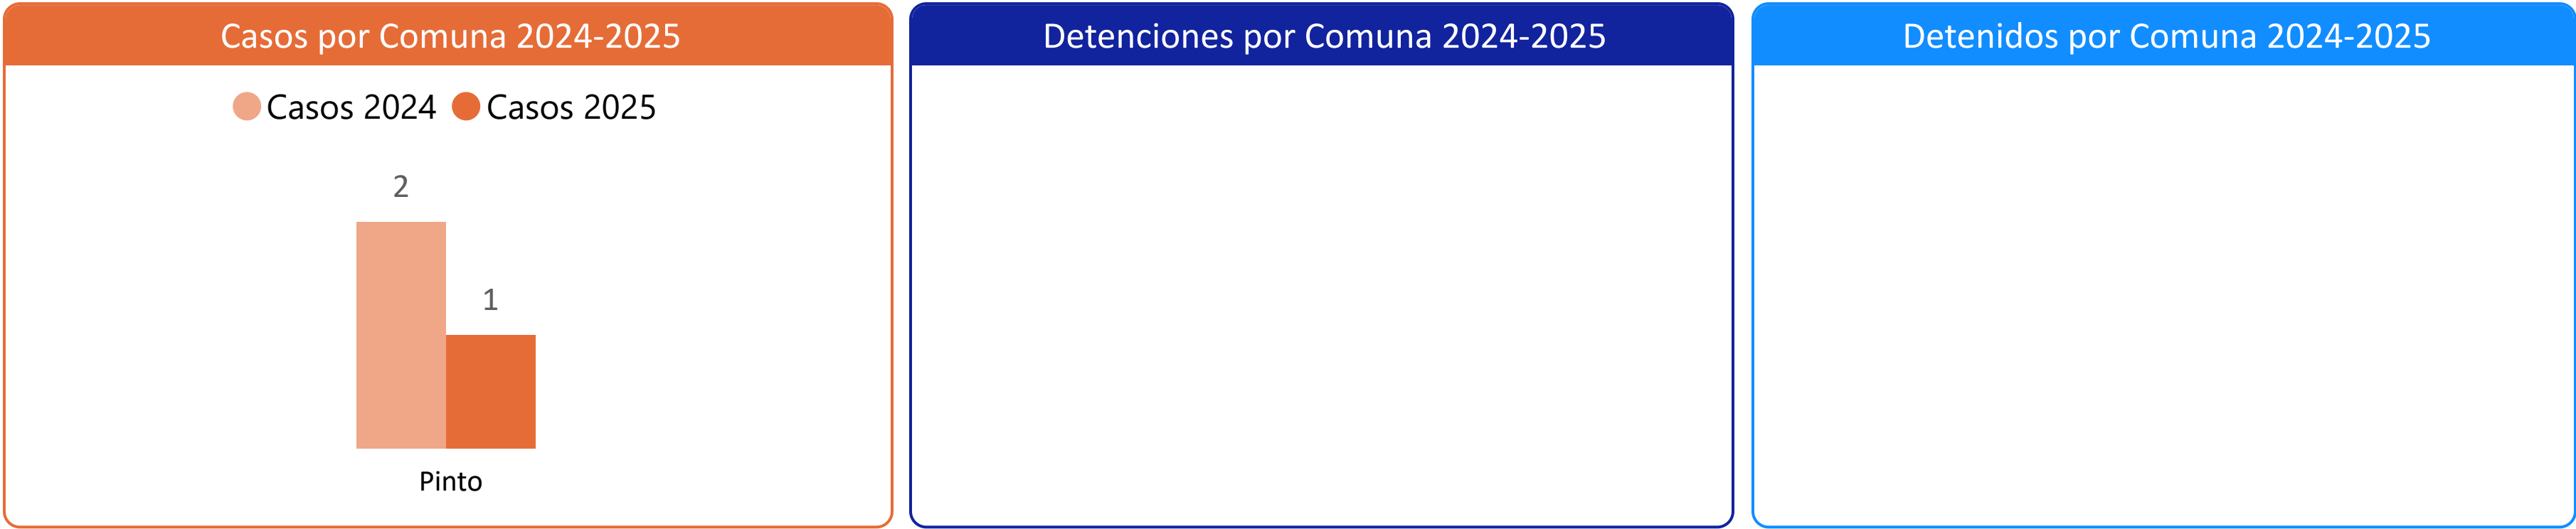 Casos por Comuna 2024-2025
Casos 2024 Casos 2025
2
1
Pinto
Detenciones por Comuna 2024-2025
Detenidos por Comuna 2024-2025